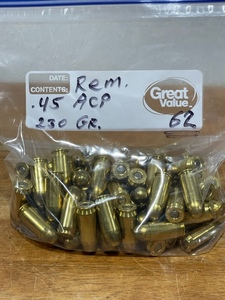 DATE:
CONTENTS: Rem.
.45 ACP
230 GR.
Great
Value
62